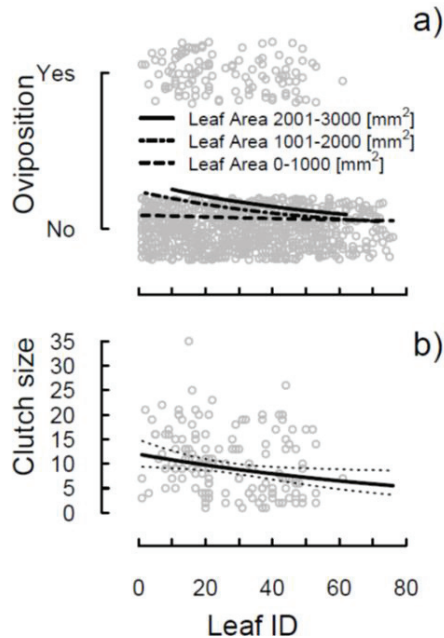 a)
Oviposition
Yes
No
Leaf Area 2001-3000 [mm²]
Leaf Area 1001-2000 [mm²]
Leaf Area 0-1000 [mm²]
b)
Clutch size
35
30
25
20
15
10
5
0
0 20 40 60 80
Leaf ID